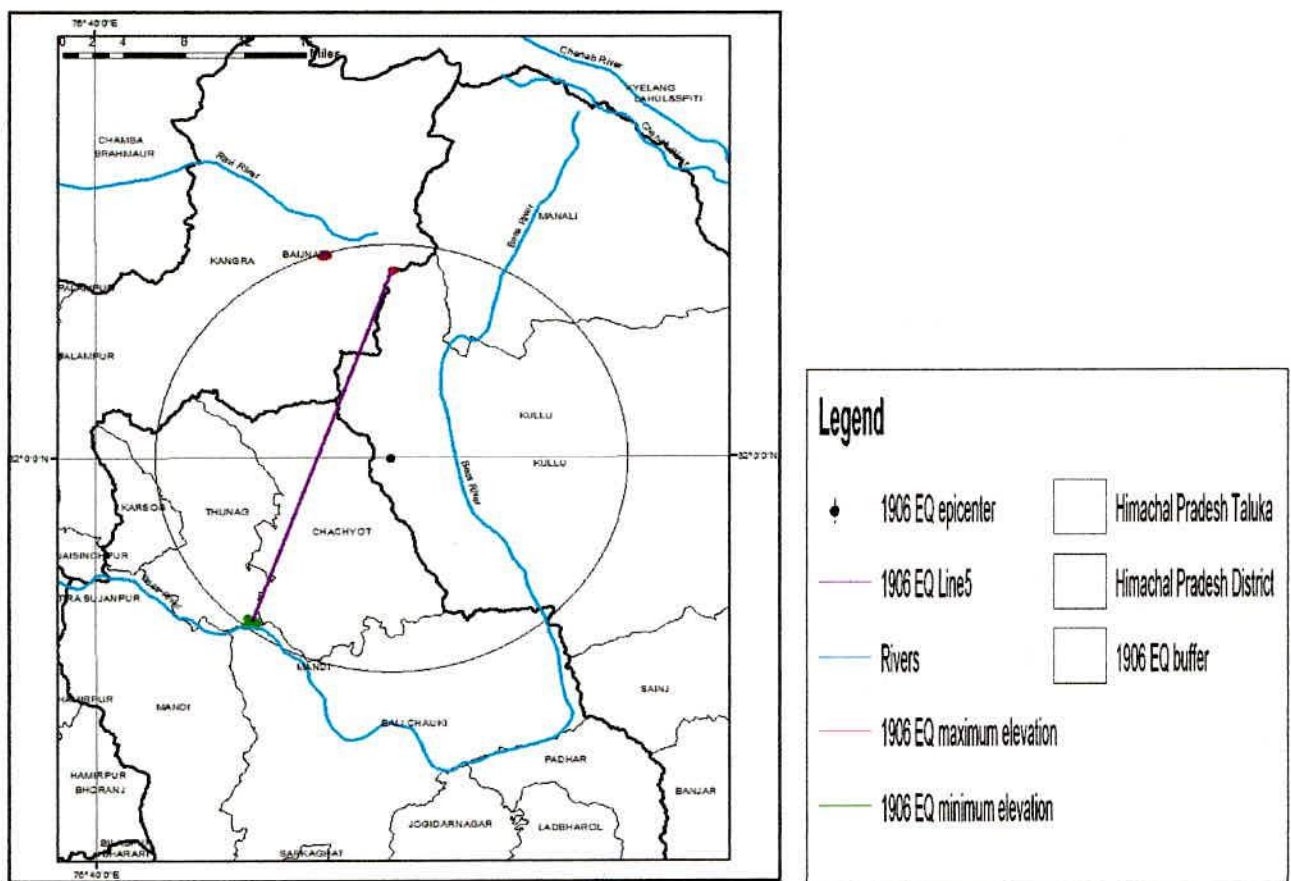 76°40'0"E
0 2 4 8 12 16
Miles
Chenab River
KYELANG
LAHUL&SPITI
Chenab River
CHAMBA
BRAHMAUR
Ravi River
MANALI
Beas River
KANGRA
BAIJNATH
PALAMPUR
PALAMPUR
KULLU
32°0'0"N
32°0'0"N
KULLU
Beas River
KARSOG
THUNAG
CHACHYOT
JAISINGHPUR
TIRA SUJANPUR
MANDI
SAINJ
HAMIRPUR
MANDI
BALI CHAUKI
PADHAR
HAMIRPUR
BHORANJ
BANJAR
JOGIDARNAGAR
LADBHAROL
SARKAGHAT
76°40'0"E
Legend
1906 EQ epicenter
Himachal Pradesh Taluka
1906 EQ Line5
Himachal Pradesh District
Rivers
1906 EQ buffer
1906 EQ maximum elevation
1906 EQ minimum elevation